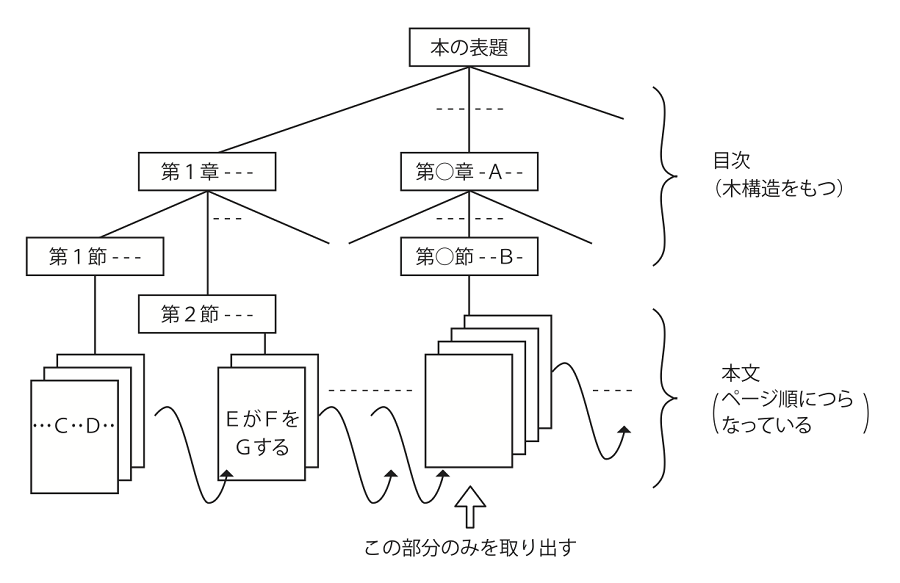 本の表題
第1章---
第○章-A--
目次
(木構造をもつ)
第1節---
第○節--B-
第2節---
本文
(ページ順につら
なっている)
…C‥D‥
EがFを
Gする
この部分のみを取り出す